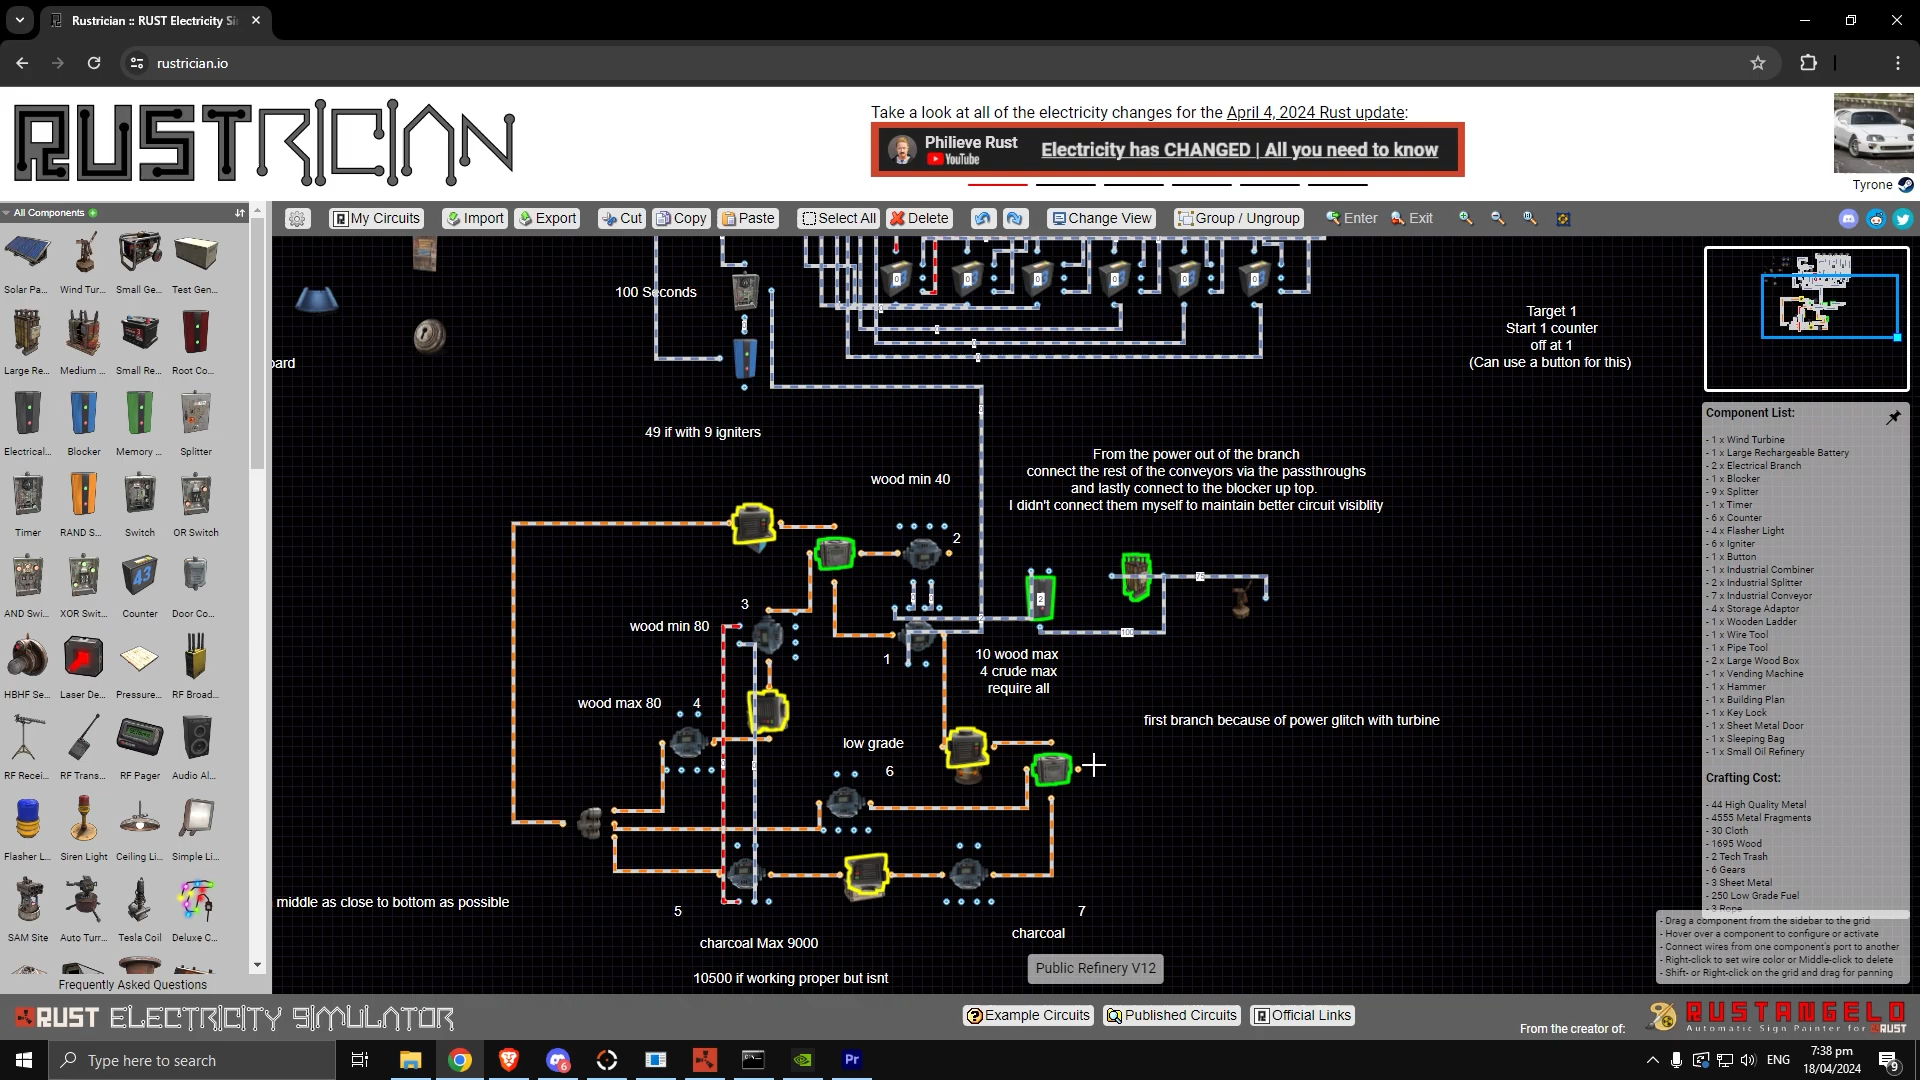 Rustrician :: RUST Electricity Si
rustrician.io
RUSTRICIAN
Take a look at all of the electricity changes for the April 4, 2024 Rust update:
Philieve Rust
YouTube
Electricity has CHANGED | All you need to know
Tyrone
All Components
My Circuits
Import
Export
Cut
Copy
Paste
Select All
Delete
Change View
Group / Ungroup
Enter
Exit
Solar Pa...
Wind Tur...
Small Ge...
Test Gen...
Large Re...
Medium ...
Small Re...
Root Co...
Electrical...
Blocker
Memory ...
Splitter
Timer
RAND S...
Switch
OR Switch
AND Swi...
XOR Swit...
Counter
Door Co...
HBHF Se...
Laser De...
Pressure...
RF Broad...
RF Recei...
RF Trans...
RF Pager
Audio Al...
Flasher L...
Siren Light
Ceiling Li...
Simple Li...
SAM Site
Auto Turr...
Tesla Coil
Deluxe C...
Frequently Asked Questions
100 Seconds
oard
49 if with 9 igniters
Target 1
Start 1 counter
off at 1
(Can use a button for this)
From the power out of the branch
connect the rest of the conveyors via the passthroughs
and lastly connect to the blocker up top.
I didn't connect them myself to maintain better circuit visiblity
wood min 40
2
3
wood min 80
1
10 wood max
4 crude max
require all
2
75
100
wood max 80
4
first branch because of power glitch with turbine
low grade
6
middle as close to bottom as possible
5
7
charcoal
charcoal Max 9000
10500 if working proper but isnt
Public Refinery V12
Component List:
- 1 x Wind Turbine
- 1 x Large Rechargeable Battery
- 2 x Electrical Branch
- 1 x Blocker
- 9 x Splitter
- 1 x Timer
- 6 x Counter
- 4 x Flasher Light
- 6 x Igniter
- 1 x Button
- 1 x Industrial Combiner
- 2 x Industrial Splitter
- 7 x Industrial Conveyor
- 4 x Storage Adaptor
- 1 x Wooden Ladder
- 1 x Wire Tool
- 1 x Pipe Tool
- 2 x Large Wood Box
- 1 x Vending Machine
- 1 x Hammer
- 1 x Building Plan
- 1 x Key Lock
- 1 x Sheet Metal Door
- 1 x Sleeping Bag
- 1 x Small Oil Refinery
Crafting Cost:
- 44 High Quality Metal
- 4555 Metal Fragments
- 30 Cloth
- 1695 Wood
- 2 Tech Trash
- 6 Gears
- 3 Sheet Metal
- 250 Low Grade Fuel
- 3 Rope
- Drag a component from the sidebar to the grid
- Hover over a component to configure or activate
- Connect wires from one component's port to another
- Right-click to set wire color or Middle-click to delete
- Shift- or Right-click on the grid and drag for panning
RUST ELECTRICITY SIMULATOR
Example Circuits
Published Circuits
Official Links
From the creator of:
RUSTANGELO
Automatic Sign Painter for RUST
Type here to search
ENG
7:38 pm
18/04/2024